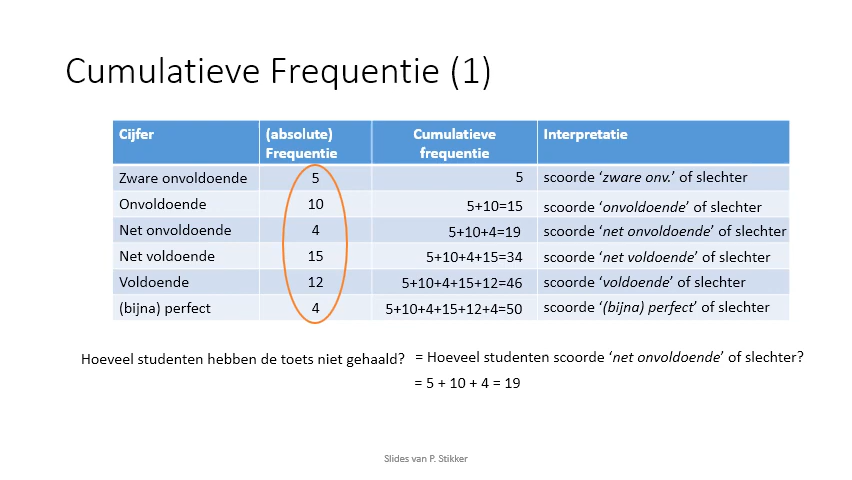 Cumulatieve Frequentie (1)
Cijfer (absolute) Frequentie Cumulatieve frequentie Interpretatie
Zware onvoldoende 5 5 scoorde ‘zware onv.’ of slechter
Onvoldoende 10 5+10=15 scoorde ‘onvoldoende’ of slechter
Net onvoldoende 4 5+10+4=19 scoorde ‘net onvoldoende’ of slechter
Net voldoende 15 5+10+4+15=34 scoorde ‘net voldoende’ of slechter
Voldoende 12 5+10+4+15+12=46 scoorde ‘voldoende’ of slechter
(bijna) perfect 4 5+10+4+15+12+4=50 scoorde ‘(bijna) perfect’ of slechter
Hoeveel studenten hebben de toets niet gehaald? = Hoeveel studenten scoorde ‘net onvoldoende’ of slechter?
= 5 + 10 + 4 = 19
Slides van P. Stikker